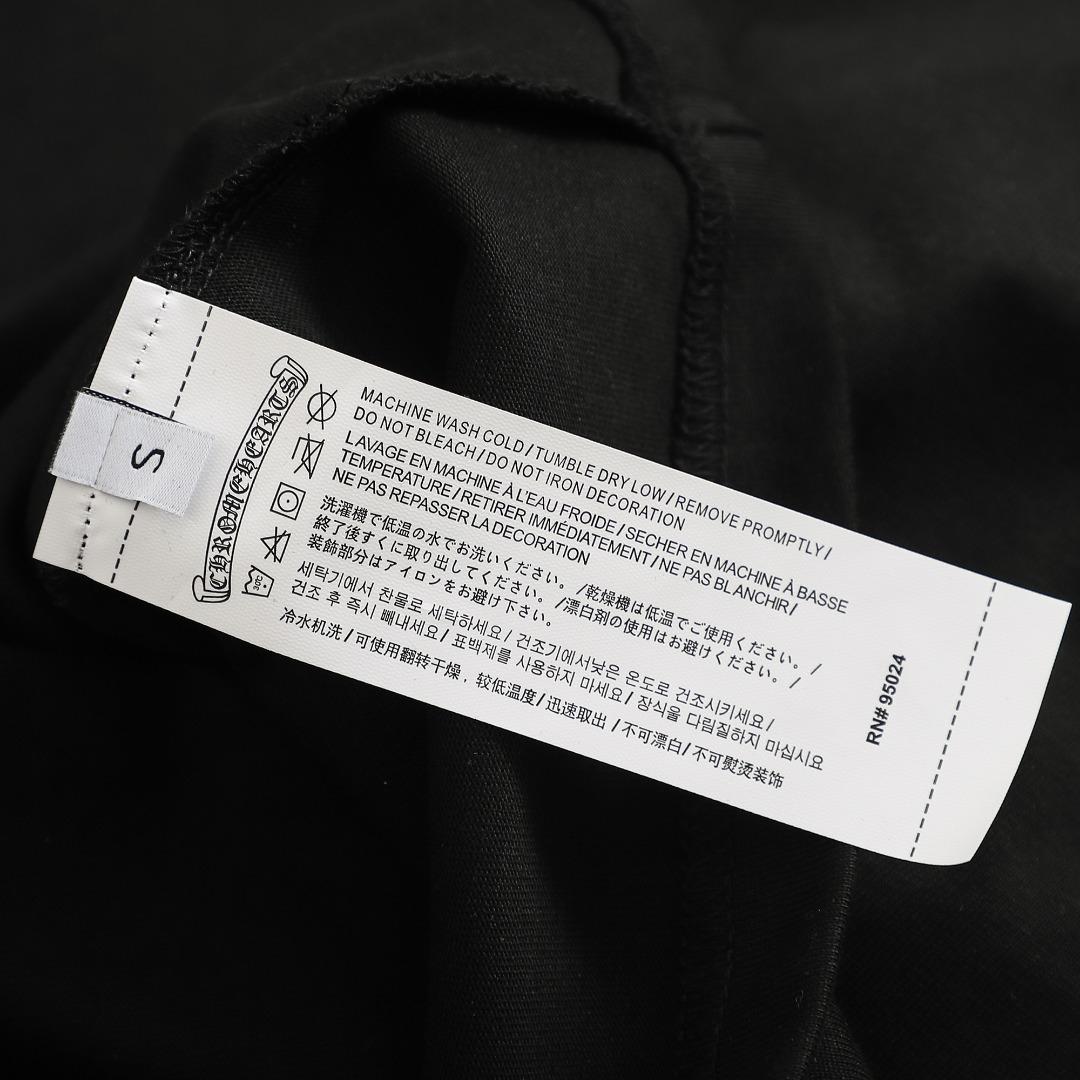 S
CHROME HEARTS
30C
MACHINE WASH COLD/TUMBLE DRY LOW/REMOVE PROMPTLY/
DO NOT BLEACH/DO NOT IRON DECORATION
LAVAGE EN MACHINE À L'EAU FROIDE/SECHER EN MACHINE À BASSE
TEMPERATURE/RETIRER IMMÉDIATEMENT/NE PAS BLANCHIR/
NE PAS REPASSER LA DECORATION
洗濯機で低温の水でお洗いください。/乾燥機は低温でご使用ください。/
終了後すぐに取り出してください。/漂白剤の使用はお避けください。/
装飾部分はアイロンをお避け下さい。
세탁기에서 찬물로 세탁하세요/건조기에서낮은 온도로 건조시키세요/
건조 후 즉시 빼내세요/표백제를 사용하지 마세요/장식을 다림질하지 마십시요
冷水机洗/可使用翻转干燥，较低温度/迅速取出/不可漂白/不可熨烫装饰
RN# 95024